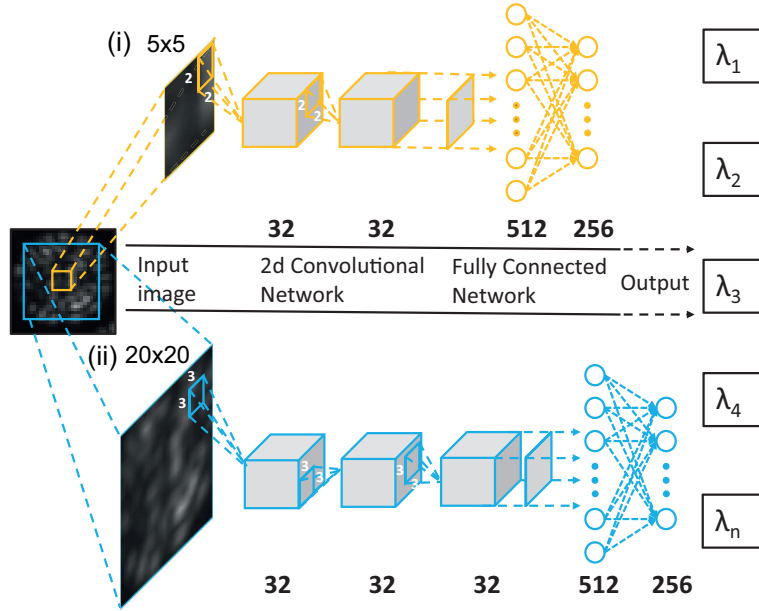 (i) 5x5
2
2
2
2
λ1
λ2
32 32 512 256
Input image
2d Convolutional Network
Fully Connected Network
Output
λ3
(ii) 20x20
3
3
3
3
3
3
λ4
λn
32 32 32 512 256